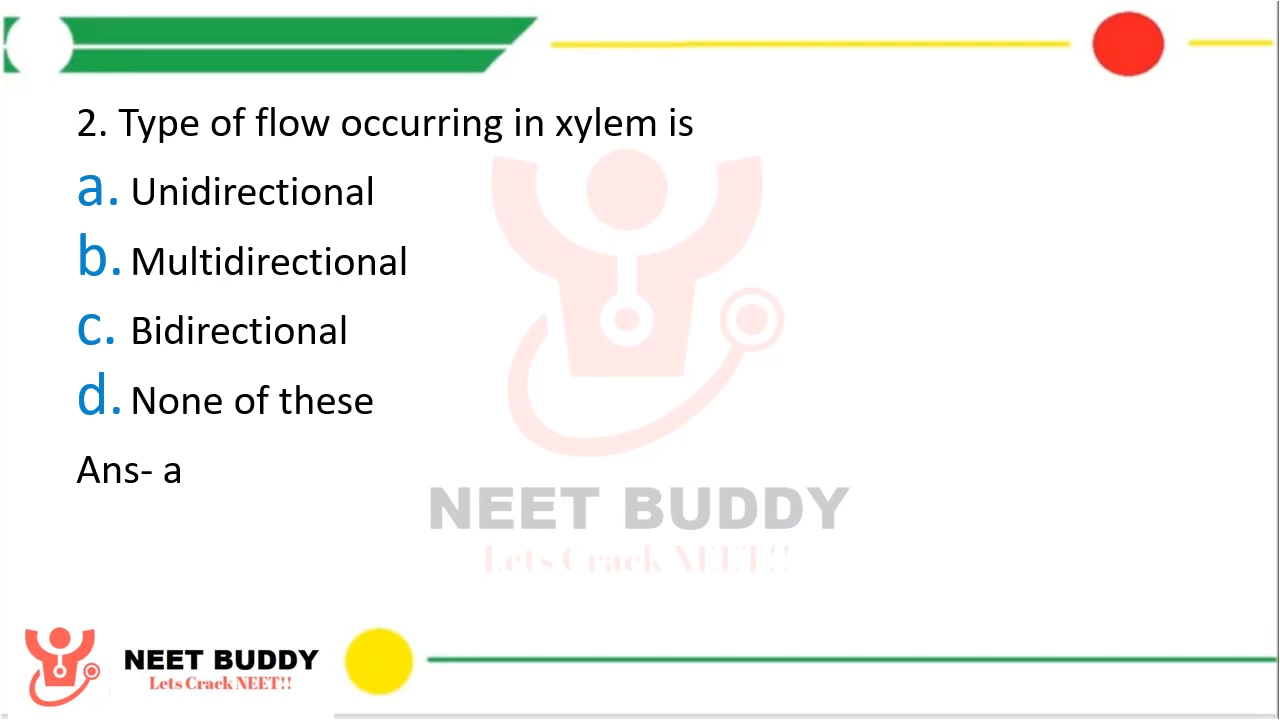 2. Type of flow occurring in xylem is
a. Unidirectional
b. Multidirectional
c. Bidirectional
d. None of these
Ans- a
NEET BUDDY
Lets Crack NEET!!
NEET BUDDY
Lets Crack NEET!!